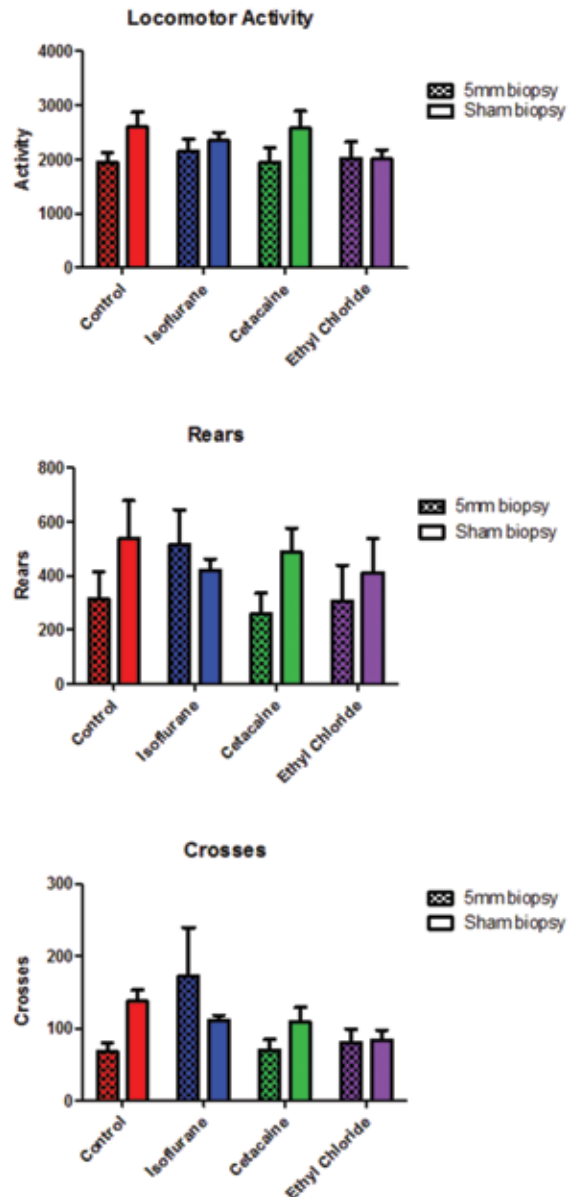 Locomotor Activity
4000
3000
2000
1000
0
Activity
Control
Isoflurane
Cetacaine
Ethyl Chloride
5mm biopsy
Sham biopsy
Rears
800
600
400
200
0
Rears
Control
Isoflurane
Cetacaine
Ethyl Chloride
5mm biopsy
Sham biopsy
Crosses
300
200
100
0
Crosses
Control
Isoflurane
Cetacaine
Ethyl Chloride
5mm biopsy
Sham biopsy